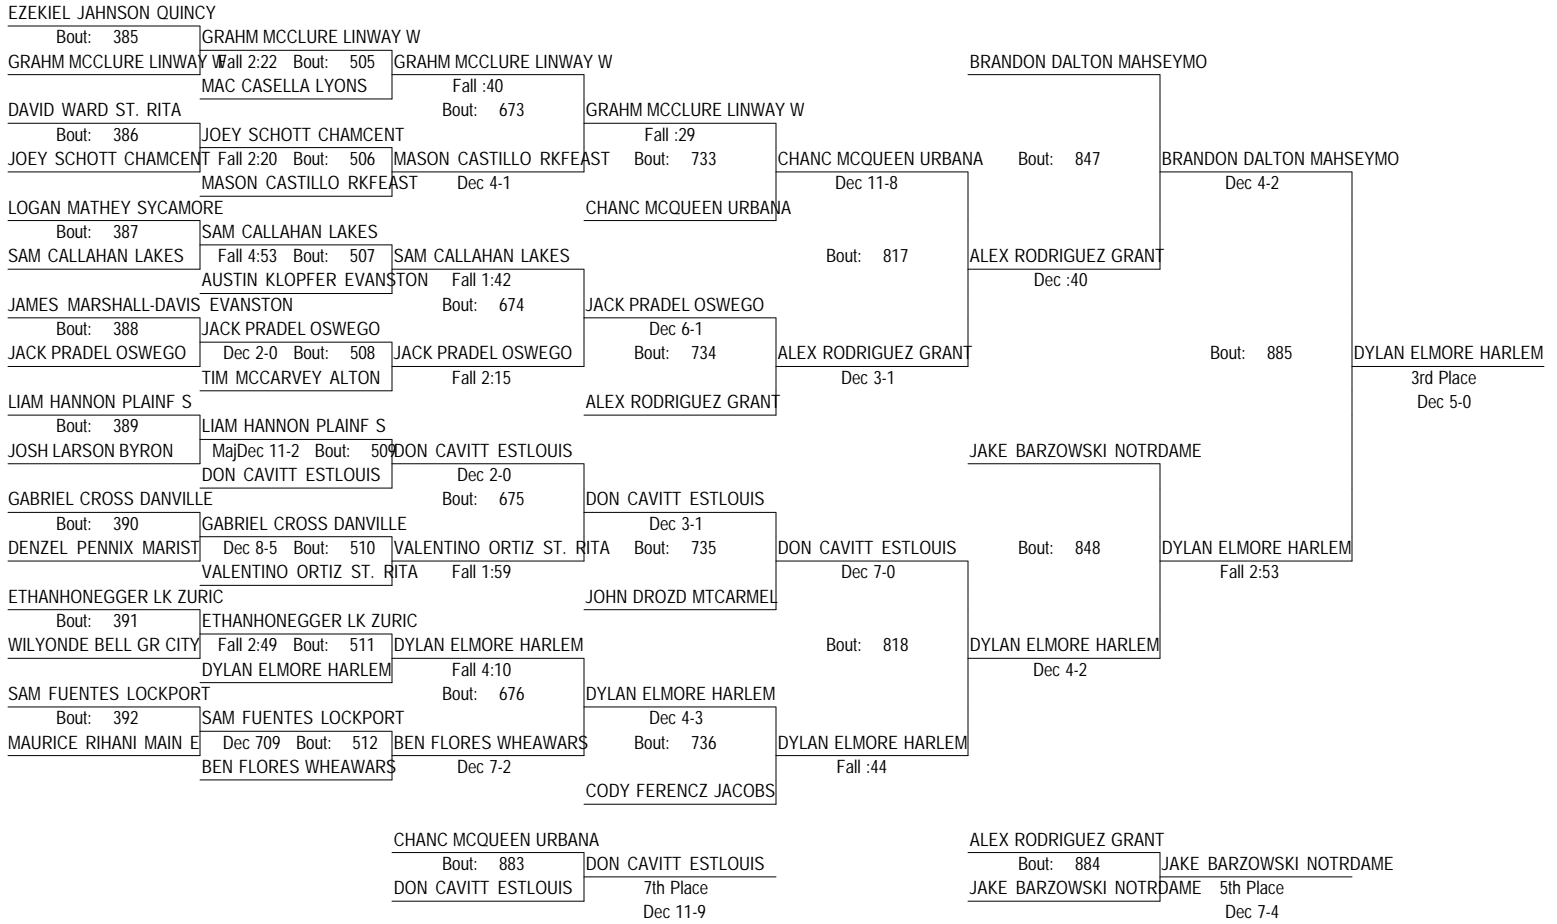 EZEKIEL JAHNSON QUINCY
Bout: 385
GRAHM MCCLURE LINWAY W
GRAHM MCCLURE LINWAY W
Fall 2:22 Bout: 505
MAC CASELLA LYONS
GRAHM MCCLURE LINWAY W
Fall :40
Bout: 673
BRANDON DALTON MAHSEYMO
DAVID WARD ST. RITA
Bout: 386
JOEY SCHOTT CHAMCENT
JOEY SCHOTT CHAMCENT
Fall 2:20 Bout: 506
MASON CASTILLO RKFEAST
MASON CASTILLO RKFEAST
Dec 4-1
GRAHM MCCLURE LINWAY W
Fall :29
Bout: 733
CHANC MCQUEEN URBANA
CHANC MCQUEEN URBANA
Dec 11-8
Bout: 847
BRANDON DALTON MAHSEYMO
Dec 4-2
LOGAN MATHEY SYCAMORE
Bout: 387
SAM CALLAHAN LAKES
SAM CALLAHAN LAKES
Fall 4:53 Bout: 507
AUSTIN KLOPFER EVANSTON
SAM CALLAHAN LAKES
Fall 1:42
Bout: 674
Bout: 817
ALEX RODRIGUEZ GRANT
Dec :40
JAMES MARSHALL-DAVIS EVANSTON
Bout: 388
JACK PRADEL OSWEGO
JACK PRADEL OSWEGO
Dec 2-0 Bout: 508
TIM MCCARVEY ALTON
JACK PRADEL OSWEGO
Fall 2:15
JACK PRADEL OSWEGO
Dec 6-1
Bout: 734
ALEX RODRIGUEZ GRANT
ALEX RODRIGUEZ GRANT
Dec 3-1
Bout: 885
DYLAN ELMORE HARLEM
3rd Place
Dec 5-0
LIAM HANNON PLAINF S
Bout: 389
JOSH LARSON BYRON
LIAM HANNON PLAINF S
MajDec 11-2 Bout: 509
DON CAVITT ESTLOUIS
DON CAVITT ESTLOUIS
Dec 2-0
Bout: 675
JAKE BARZOWSKI NOTRDAME
GABRIEL CROSS DANVILLE
Bout: 390
DENZEL PENNIX MARIST
GABRIEL CROSS DANVILLE
Dec 8-5 Bout: 510
VALENTINO ORTIZ ST. RITA
VALENTINO ORTIZ ST. RITA
Fall 1:59
DON CAVITT ESTLOUIS
Dec 3-1
Bout: 735
JOHN DROZD MTCARMEL
DON CAVITT ESTLOUIS
Dec 7-0
Bout: 848
DYLAN ELMORE HARLEM
Fall 2:53
ETHANHONEGGER LK ZURIC
Bout: 391
WILYONDE BELL GR CITY
ETHANHONEGGER LK ZURIC
Fall 2:49 Bout: 511
DYLAN ELMORE HARLEM
DYLAN ELMORE HARLEM
Fall 4:10
Bout: 676
Bout: 818
DYLAN ELMORE HARLEM
Dec 4-2
SAM FUENTES LOCKPORT
Bout: 392
MAURICE RIHANI MAIN E
SAM FUENTES LOCKPORT
Dec 709 Bout: 512
BEN FLORES WHEAWARS
BEN FLORES WHEAWARS
Dec 7-2
DYLAN ELMORE HARLEM
Dec 4-3
Bout: 736
CODY FERENCZ JACOBS
DYLAN ELMORE HARLEM
Fall :44
CHANC MCQUEEN URBANA
Bout: 883
DON CAVITT ESTLOUIS
DON CAVITT ESTLOUIS
7th Place
Dec 11-9
ALEX RODRIGUEZ GRANT
Bout: 884
JAKE BARZOWSKI NOTRDAME
JAKE BARZOWSKI NOTRDAME
5th Place
Dec 7-4